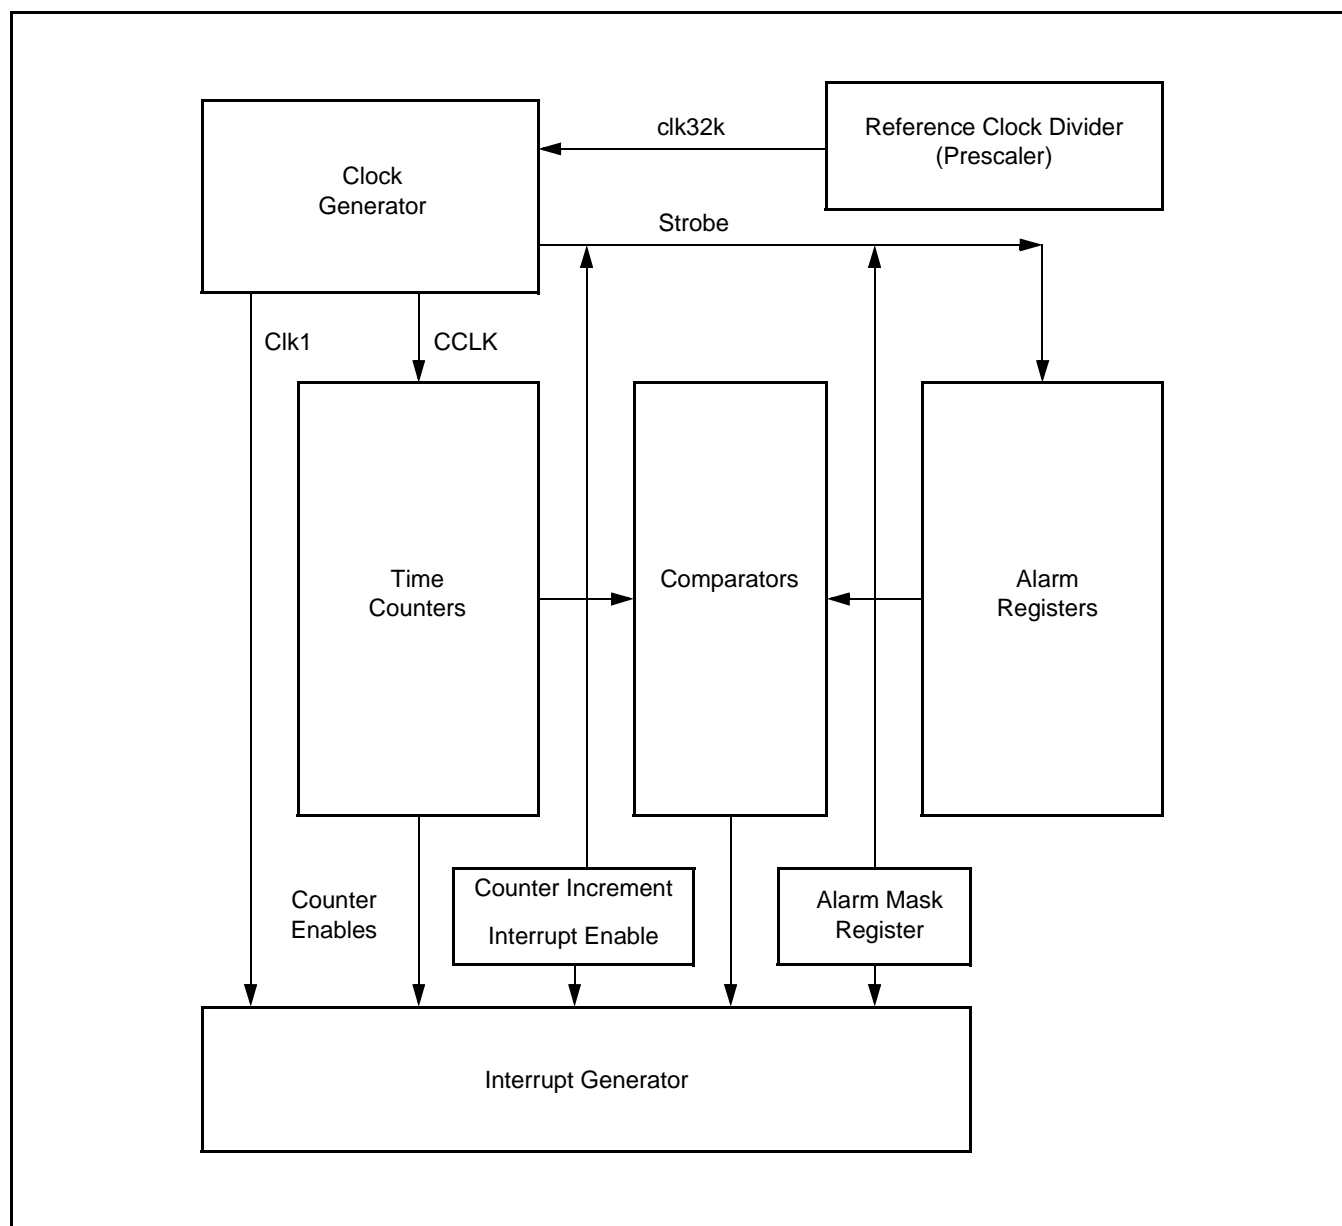 clk32k
Reference Clock Divider
(Prescaler)
Clock
Generator
Strobe
Clk1
CCLK
Time
Counters
Comparators
Alarm
Registers
Counter
Enables
Counter Increment
Interrupt Enable
Alarm Mask
Register
Interrupt Generator